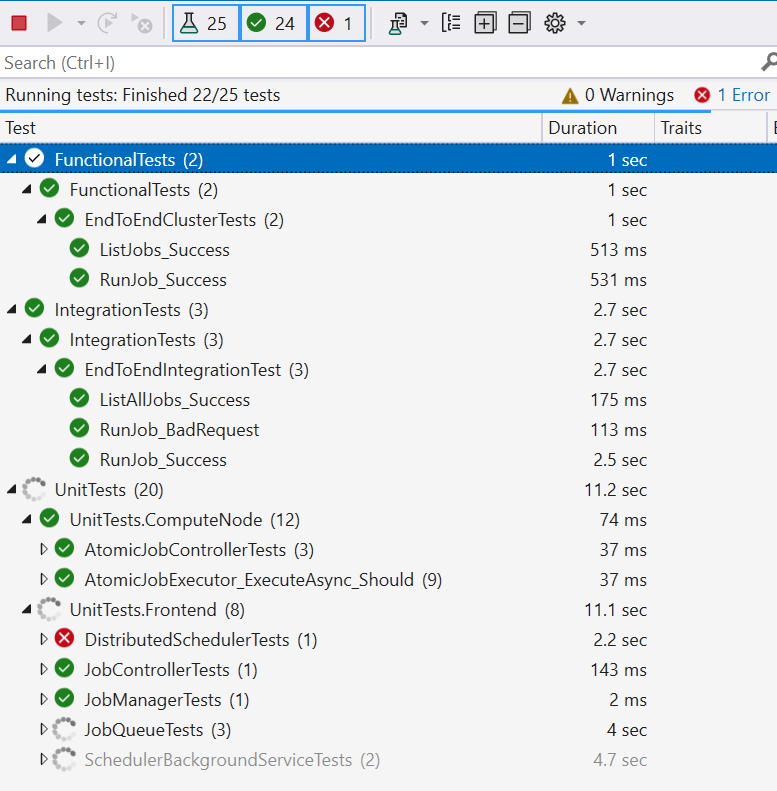 25 24 1
Search (Ctrl+I)
Running tests: Finished 22/25 tests 0 Warnings 1 Error
Test Duration Traits E
FunctionalTests (2) 1 sec
FunctionalTests (2) 1 sec
EndToEndClusterTests (2) 1 sec
ListJobs_Success 513 ms
RunJob_Success 531 ms
IntegrationTests (3) 2.7 sec
IntegrationTests (3) 2.7 sec
EndToEndIntegrationTest (3) 2.7 sec
ListAllJobs_Success 175 ms
RunJob_BadRequest 113 ms
RunJob_Success 2.5 sec
UnitTests (20) 11.2 sec
UnitTests.ComputeNode (12) 74 ms
AtomicJobControllerTests (3) 37 ms
AtomicJobExecutor_ExecuteAsync_Should (9) 37 ms
UnitTests.Frontend (8) 11.1 sec
DistributedSchedulerTests (1) 2.2 sec
JobControllerTests (1) 143 ms
JobManagerTests (1) 2 ms
JobQueueTests (3) 4 sec
SchedulerBackgroundServiceTests (2) 4.7 sec